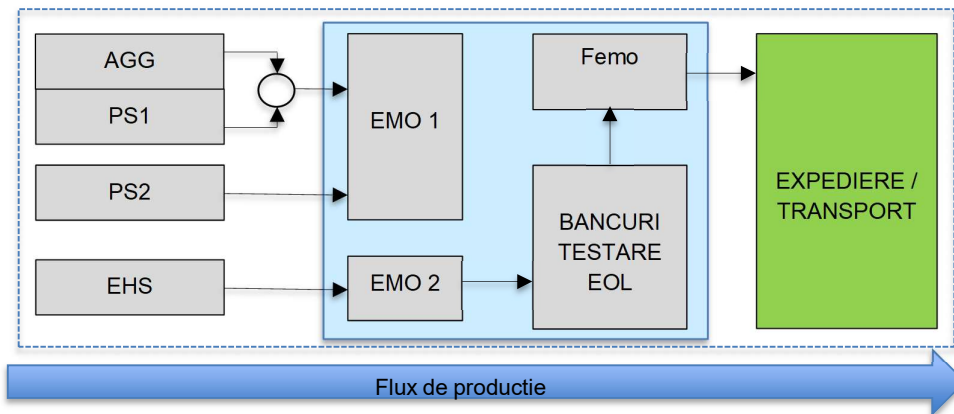 AGG
PS1
PS2
EHS
EMO 1
EMO 2
Femo
BANCURI
TESTARE
EOL
EXPEDIERE /
TRANSPORT
Flux de productie